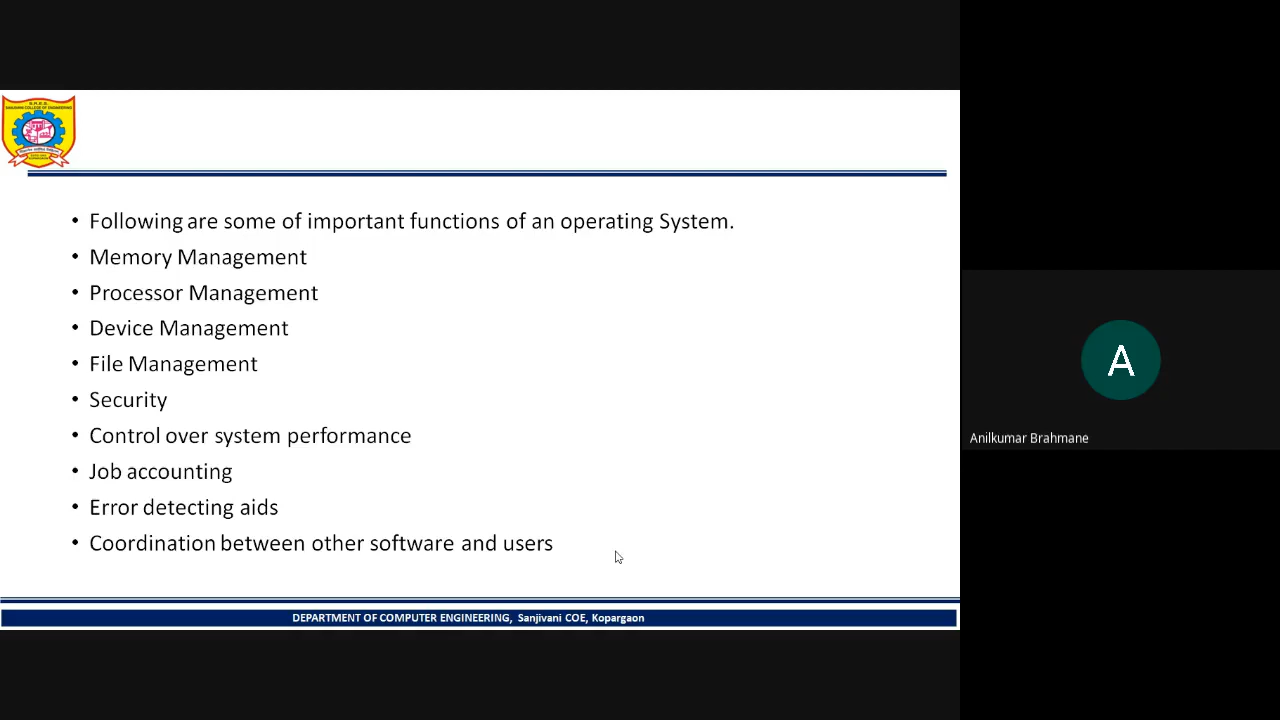 • Following are some of important functions of an operating System.
• Memory Management
• Processor Management
• Device Management
• File Management
• Security
• Control over system performance
• Job accounting
• Error detecting aids
• Coordination between other software and users
DEPARTMENT OF COMPUTER ENGINEERING, Sanjivani COE, Kopargaon
A
Anilkumar Brahmane